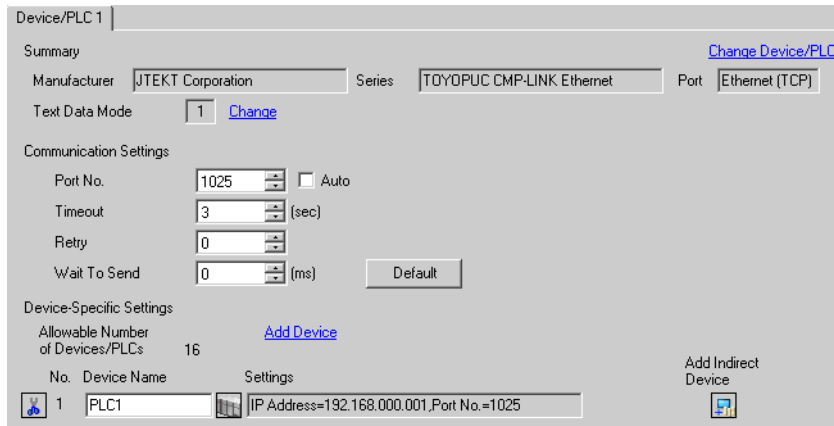 Device/PLC 1
Summary
Change Device/PLC
Manufacturer JTEKT Corporation Series TOYOPUC CMP-LINK Ethernet Port Ethernet (TCP)
Text Data Mode 1 Change
Communication Settings
Port No. 1025 Auto
Timeout 3 (sec)
Retry 0
Wait To Send 0 (ms) Default
Device-Specific Settings
Allowable Number
of Devices/PLCs 16 Add Device
Add Indirect
Device
No. Device Name Settings
1 PLC1 IP Address=192.168.000.001,Port No.=1025